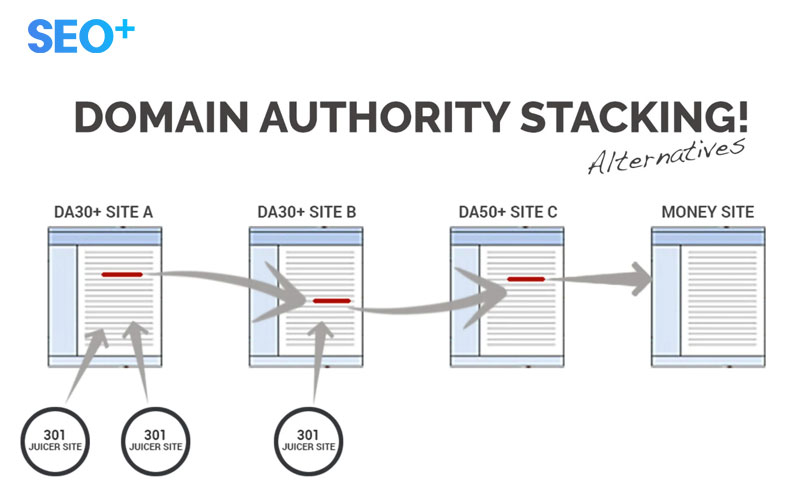 SEO+
DOMAIN AUTHORITY STACKING!
Alternatives
DA30+ SITE A
DA30+ SITE B
DA50+ SITE C
MONEY SITE
301
JUICER SITE
301
JUICER SITE
301
JUICER SITE